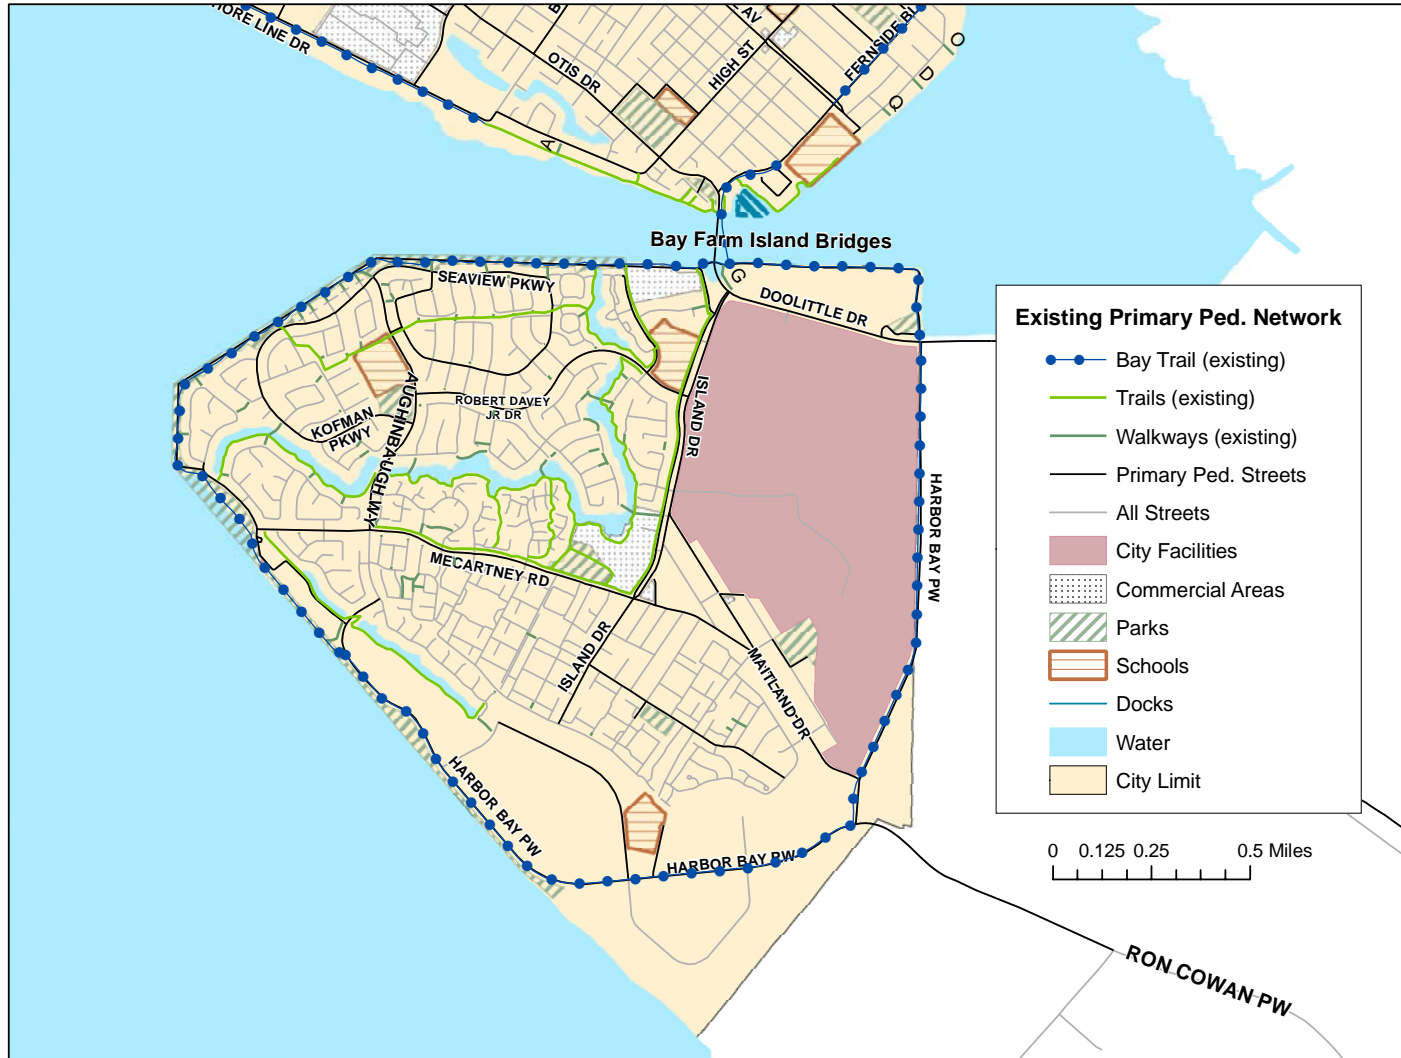 HORE LINE DR
B
E AV
OTIS DR
HIGH ST
FERNSIDE BL
O
D
Q
A
Bay Farm Island Bridges
G
SEAVIEW PKWY
DOOLITTLE DR
ISLAND DR
ROBERT DAVEY
JR DR
KOFMAN
PKWY
AUGHINBAUGH WY
HARBOR BAY PW
MECARTNEY RD
ISLAND DR
MAITLAND DR
HARBOR BAY PW
HARBOR BAY PW
RON COWAN PW
Existing Primary Ped. Network
Bay Trail (existing)
Trails (existing)
Walkways (existing)
Primary Ped. Streets
All Streets
City Facilities
Commercial Areas
Parks
Schools
Docks
Water
City Limit
0 0.125 0.25 0.5 Miles